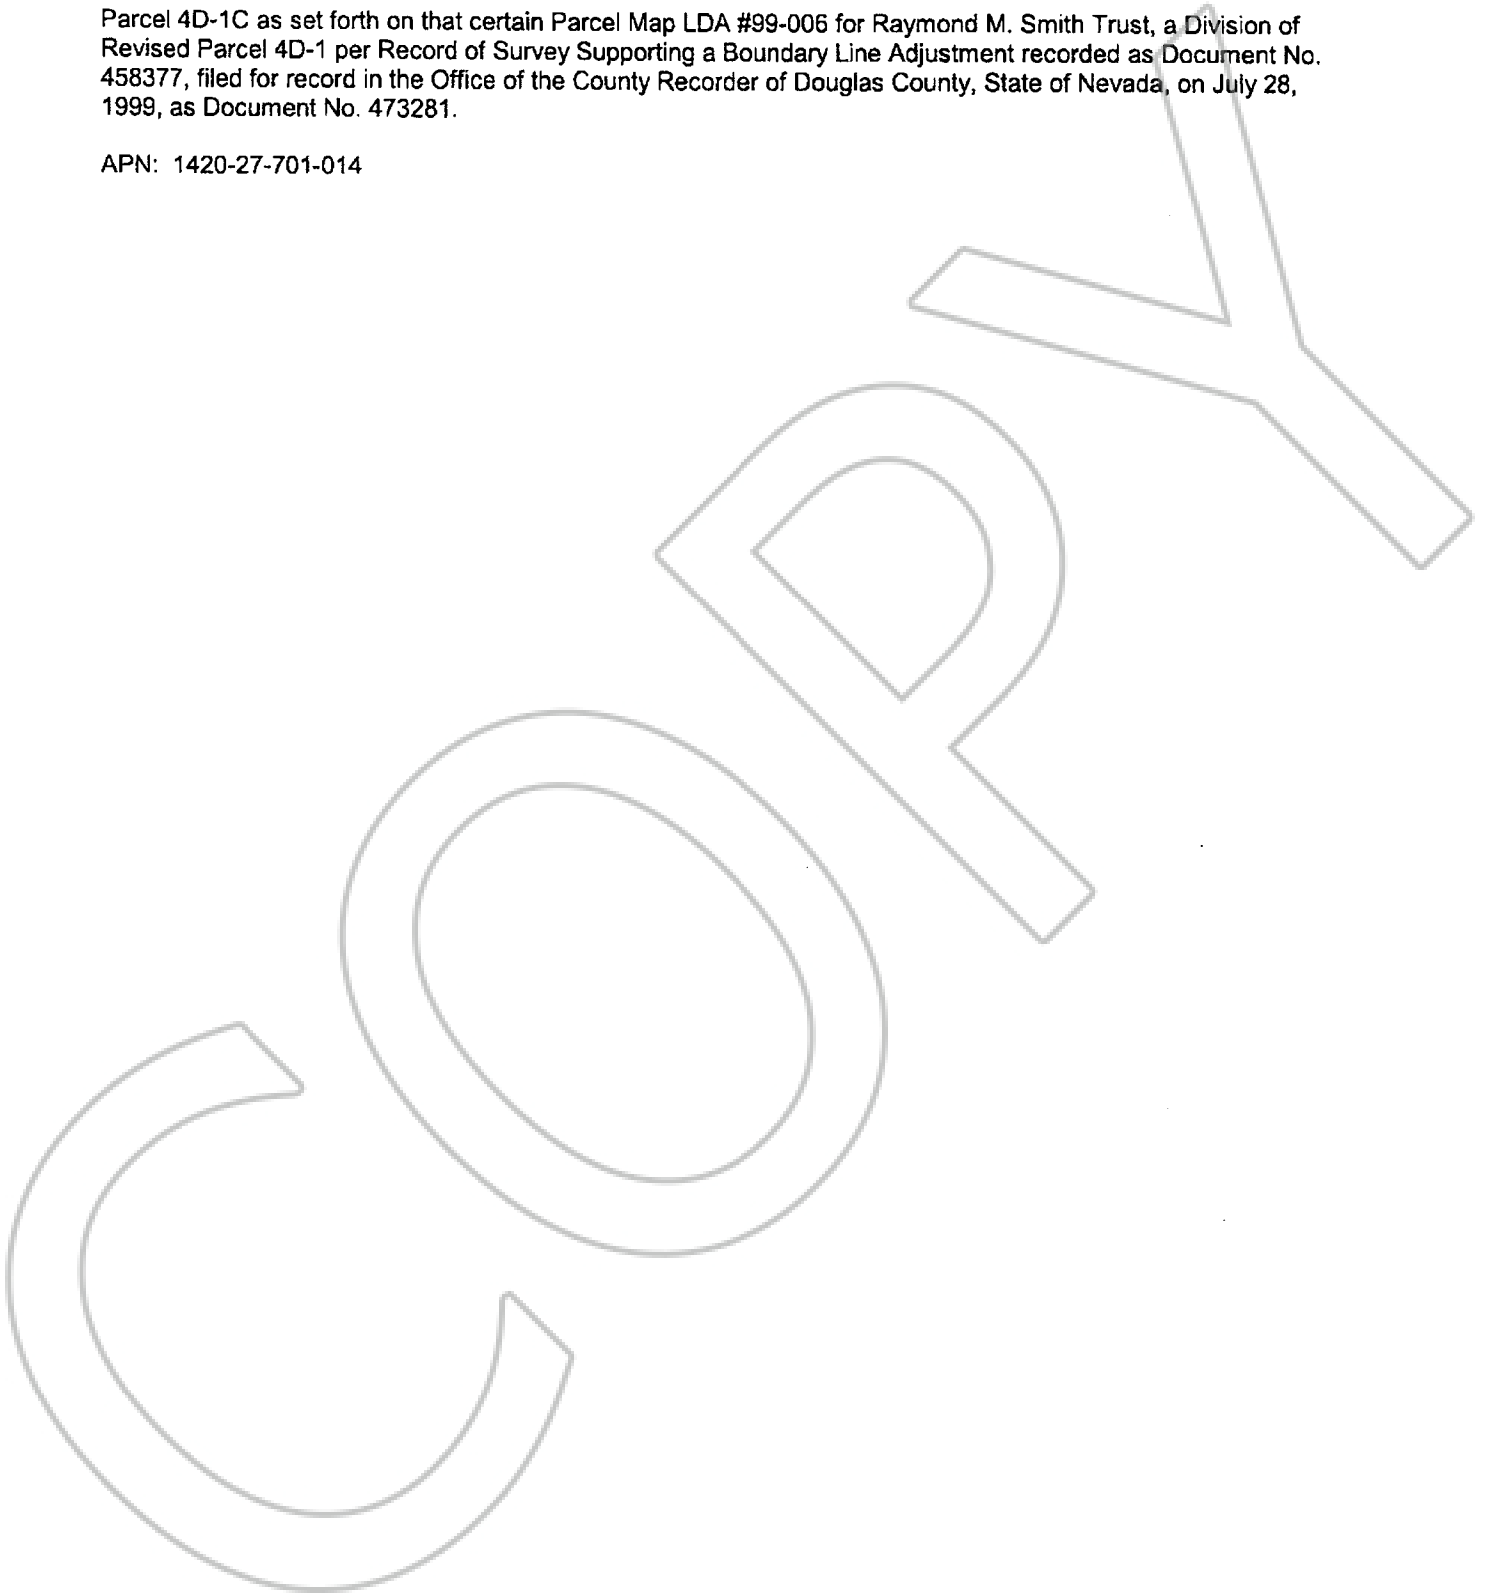 Parcel 4D-1C as set forth on that certain Parcel Map LDA #99-006 for Raymond M. Smith Trust, a Division of
Revised Parcel 4D-1 per Record of Survey Supporting a Boundary Line Adjustment recorded as Document No.
458377, filed for record in the Office of the County Recorder of Douglas County, State of Nevada, on July 28,
1999, as Document No. 473281.
APN: 1420-27-701-014
COPY